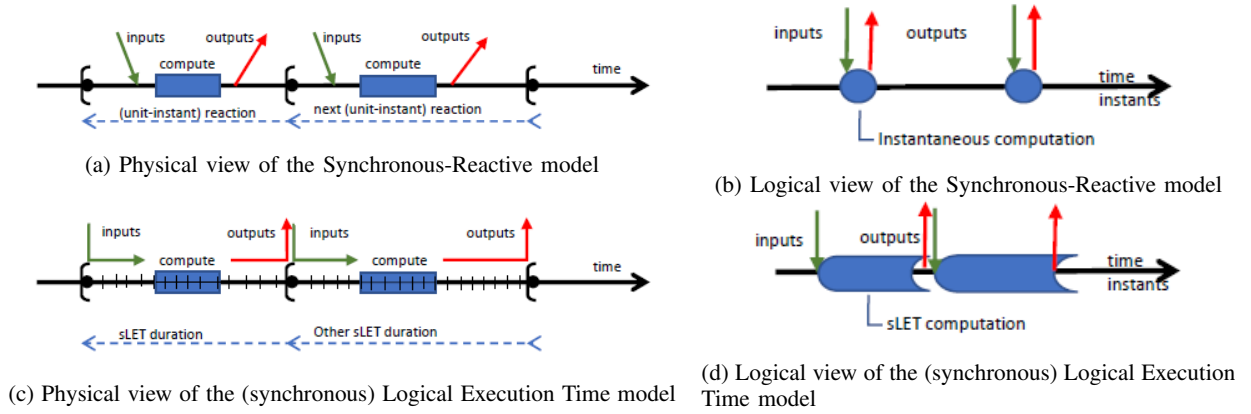 inputs outputs inputs outputs
compute compute
time
(unit-instant) reaction next (unit-instant) reaction
(a) Physical view of the Synchronous-Reactive model
inputs outputs
time
instants
Instantaneous computation
(b) Logical view of the Synchronous-Reactive model
inputs outputs inputs outputs
compute compute time
sLET duration Other sLET duration
(c) Physical view of the (synchronous) Logical Execution Time model
inputs outputs
time
instants
sLET computation
(d) Logical view of the (synchronous) Logical Execution
Time model